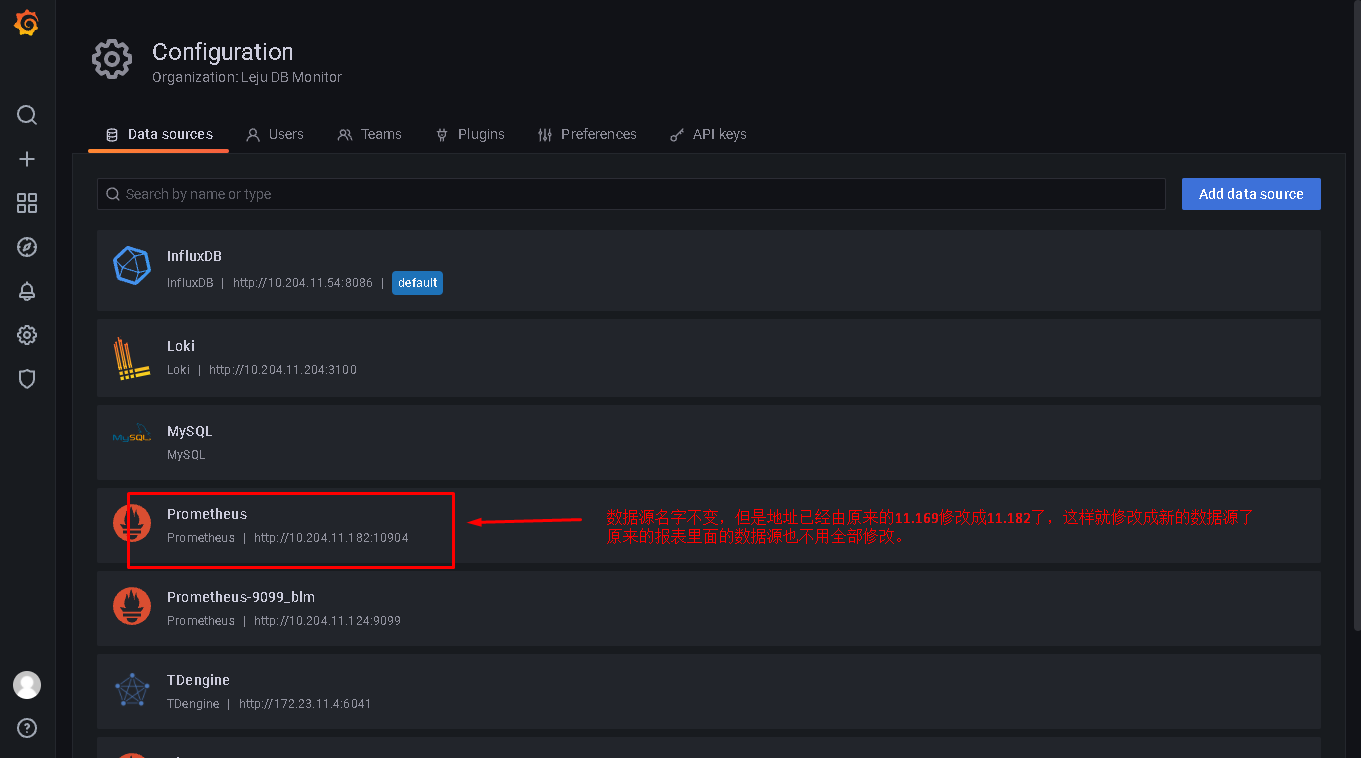 Configuration
Organization: Leju DB Monitor
Data sources
Users
Teams
Plugins
Preferences
API keys
Search by name or type
Add data source
InfluxDB
InfluxDB | http://10.204.11.54:8086 | default
Loki
Loki | http://10.204.11.204:3100
MySQL
MySQL
MySQL
Prometheus
Prometheus | http://10.204.11.182:10904
数据源名字不变，但是地址已经由原来的11.169修改成11.182了，这样就修改成新的数据源了
原来的报表里面的数据源也不用全部修改。
Prometheus-9099_blm
Prometheus | http://10.204.11.124:9099
TDengine
TDengine | http://172.23.11.4:6041